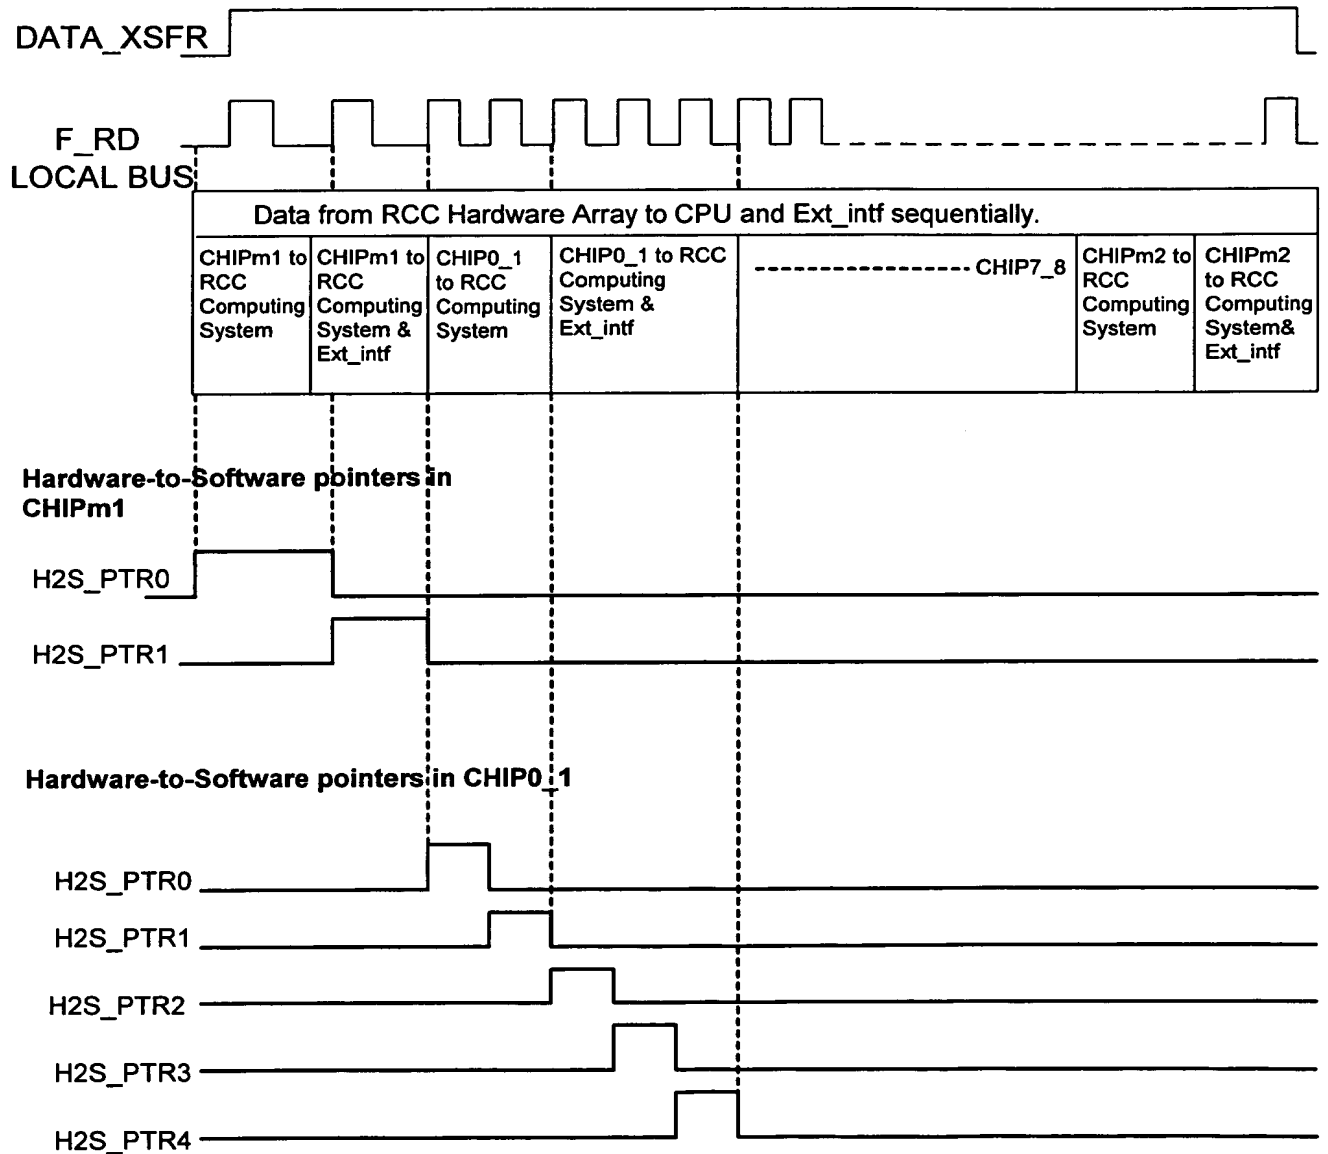 DATA_XSFR
F_RD
LOCAL BUS
Data from RCC Hardware Array to CPU and Ext_intf sequentially.
CHIPm1 to
RCC
Computing
System
CHIPm1 to
RCC
Computing
System &
Ext_intf
CHIP0_1
to RCC
Computing
System
CHIP0_1 to RCC
Computing
System &
Ext_intf
CHIP7_8
CHIPm2 to
RCC
Computing
System
CHIPm2
to RCC
Computing
System&
Ext_intf
Hardware-to-Software pointers in
CHIPm1
H2S_PTR0
H2S_PTR1
Hardware-to-Software pointers in CHIP0_1
H2S_PTR0
H2S_PTR1
H2S_PTR2
H2S_PTR3
H2S_PTR4